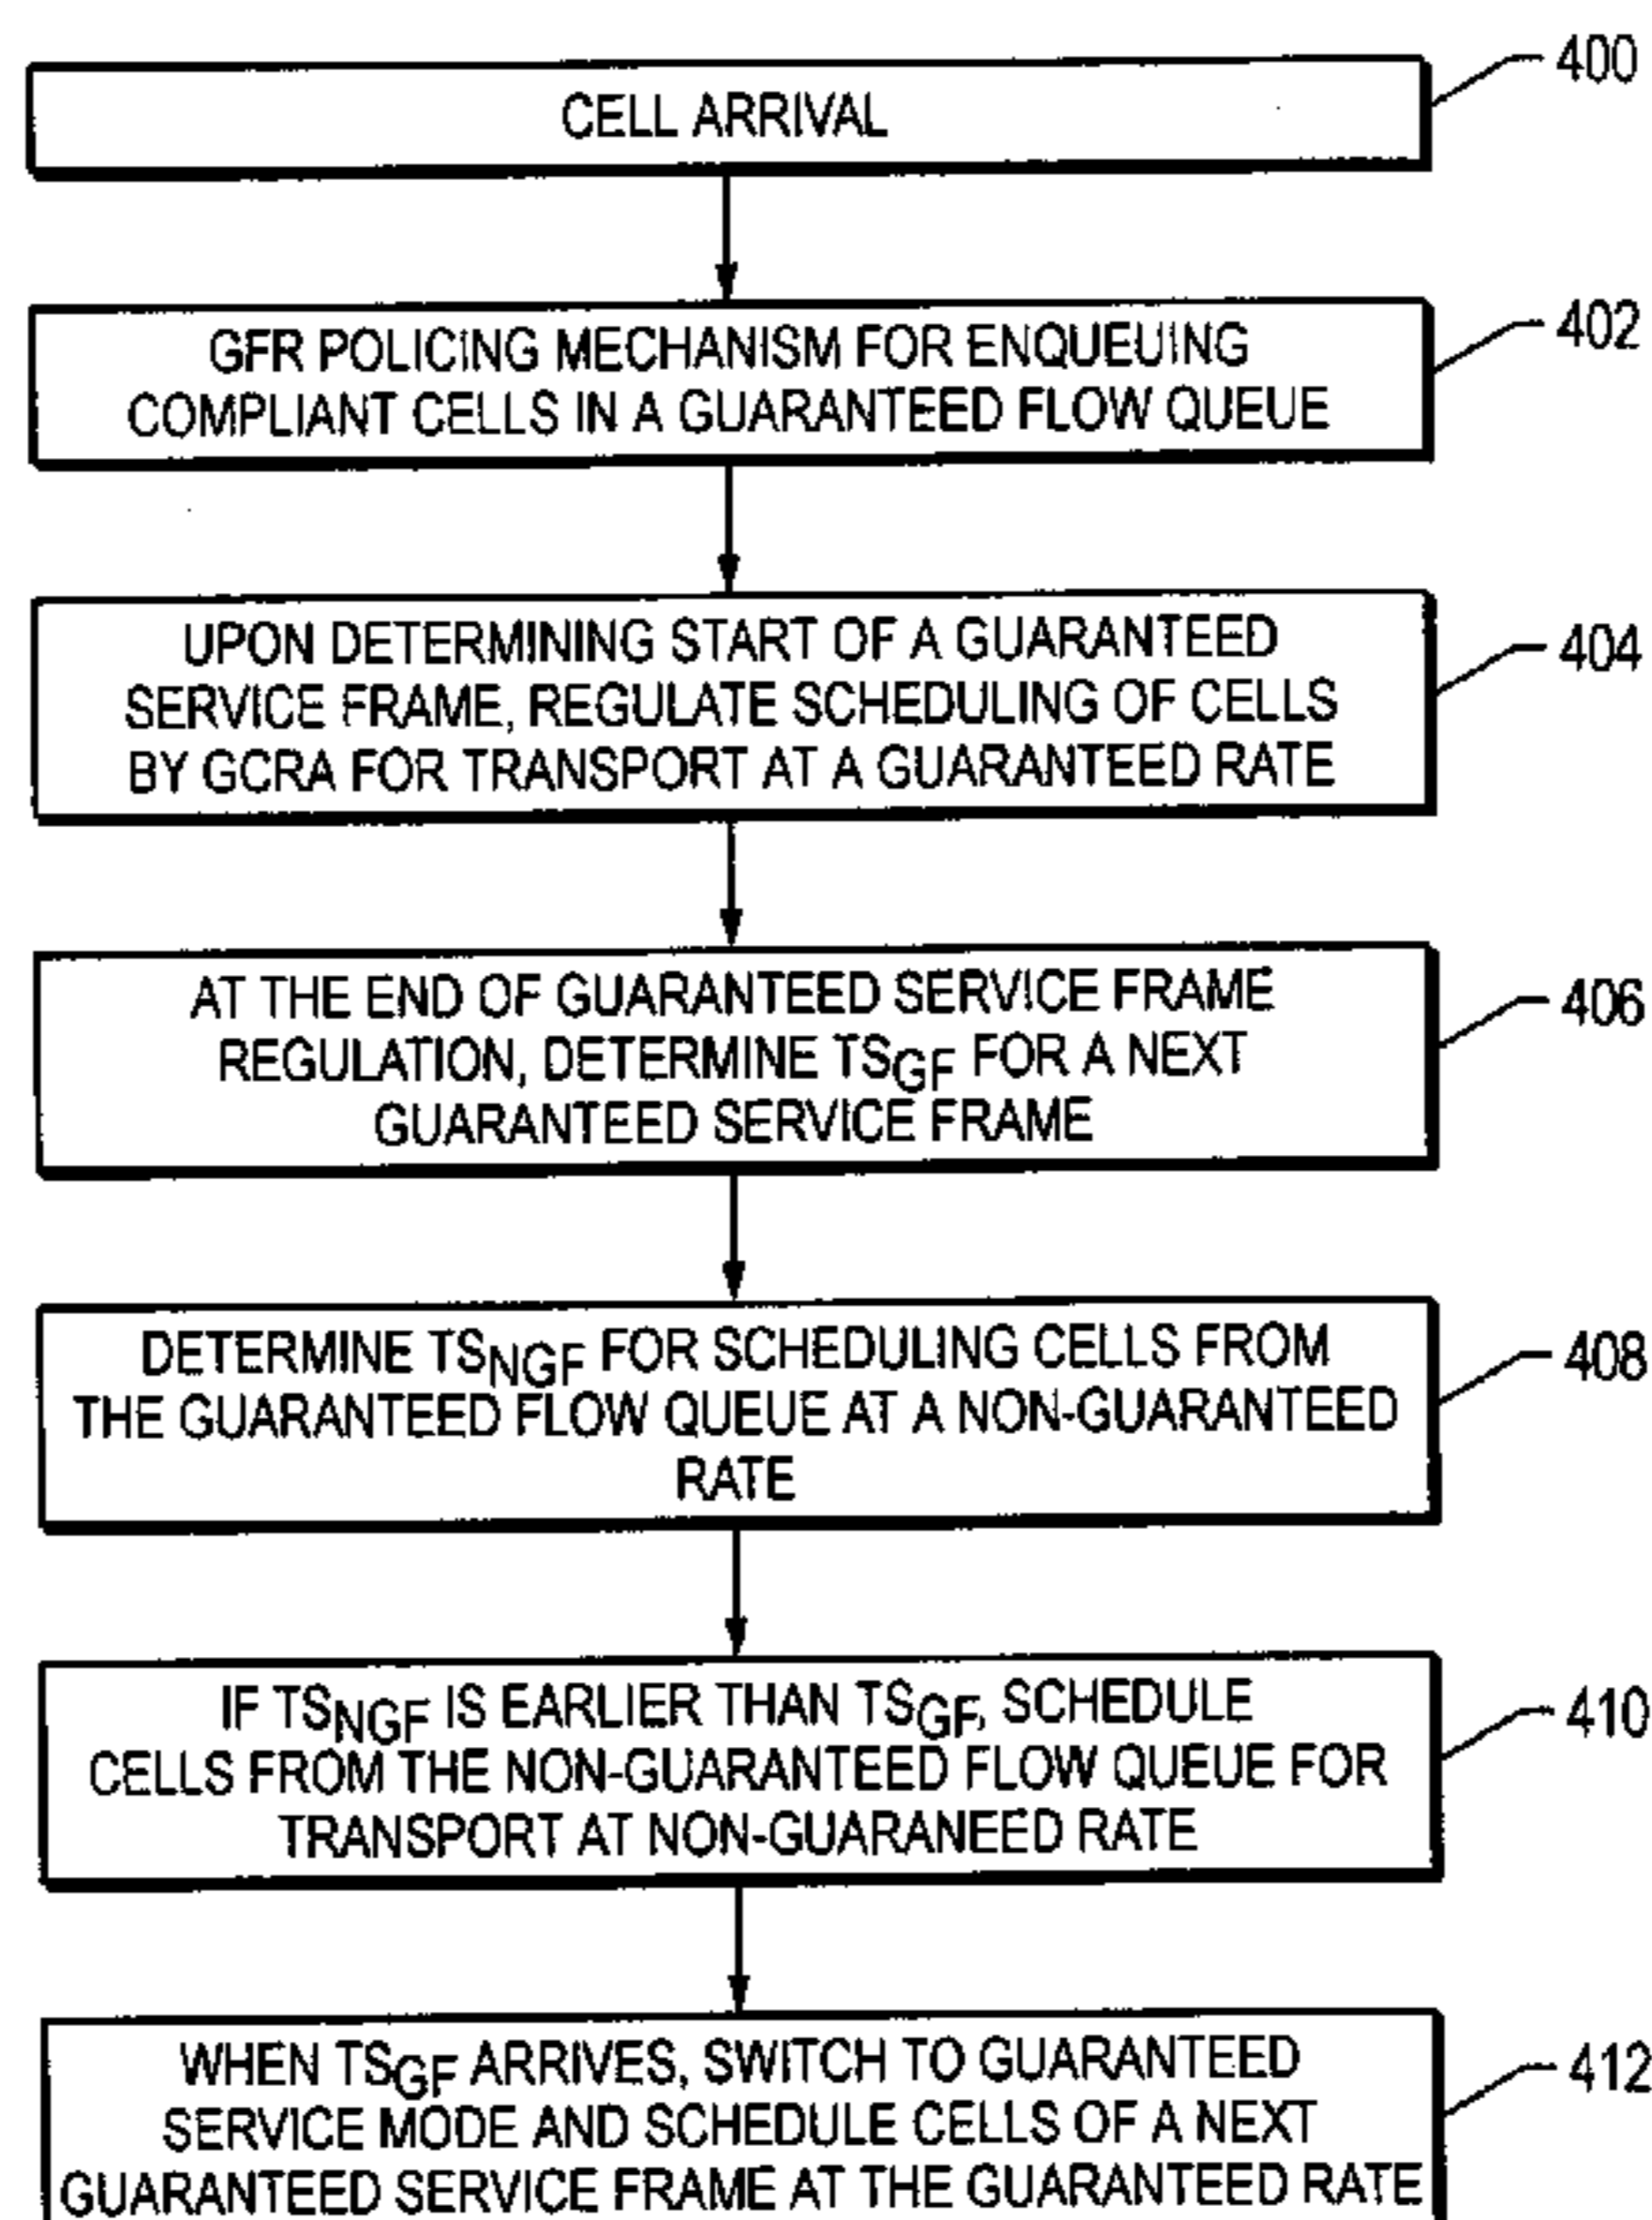 CELL ARRIVAL
400
GFR POLICING MECHANISM FOR ENQUEUING
COMPLIANT CELLS IN A GUARANTEED FLOW QUEUE
402
UPON DETERMINING START OF A GUARANTEED
SERVICE FRAME, REGULATE SCHEDULING OF CELLS
BY GCRA FOR TRANSPORT AT A GUARANTEED RATE
404
AT THE END OF GUARANTEED SERVICE FRAME
REGULATION, DETERMINE TSGF FOR A NEXT
GUARANTEED SERVICE FRAME
406
DETERMINE TSNGF FOR SCHEDULING CELLS FROM
THE GUARANTEED FLOW QUEUE AT A NON-GUARANTEED
RATE
408
IF TSNGF IS EARLIER THAN TSGF, SCHEDULE
CELLS FROM THE NON-GUARANTEED FLOW QUEUE FOR
TRANSPORT AT NON-GUARANEED RATE
410
WHEN TSGF ARRIVES, SWITCH TO GUARANTEED
SERVICE MODE AND SCHEDULE CELLS OF A NEXT
GUARANTEED SERVICE FRAME AT THE GUARANTEED RATE
412